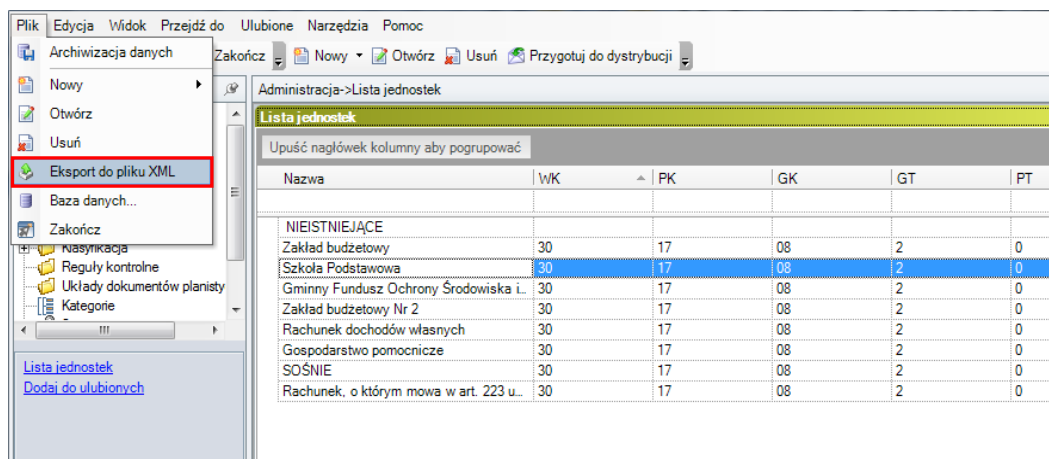 Plik Edycja Widok Przejdź do Ulubione Narzędzia Pomoc
Archiwizacja danych
Zakończ Nowy Otwórz Usuń Przygotuj do dystrybucji
Nowy
Otwórz
Usuń
Eksport do pliku XML
Baza danych...
Zakończ
Klasyfikacja
Reguły kontrolne
Układy dokumentów planisty
Kategorie
Lista jednostek
Dodaj do ulubionych
Administracja->Lista jednostek
Lista jednostek
Upuść nagłówek kolumny aby pogrupować
Nazwa WK PK GK GT PT
NIEISTNIEJĄCE
Zakład budżetowy 30 17 08 2 0
Szkoła Podstawowa 30 17 08 2 0
Gminny Fundusz Ochrony Środowiska i... 30 17 08 2 0
Zakład budżetowy Nr 2 30 17 08 2 0
Rachunek dochodów własnych 30 17 08 2 0
Gospodarstwo pomocnicze 30 17 08 2 0
SOŚNIE 30 17 08 2 0
Rachunek, o którym mowa w art. 223 u... 30 17 08 2 0